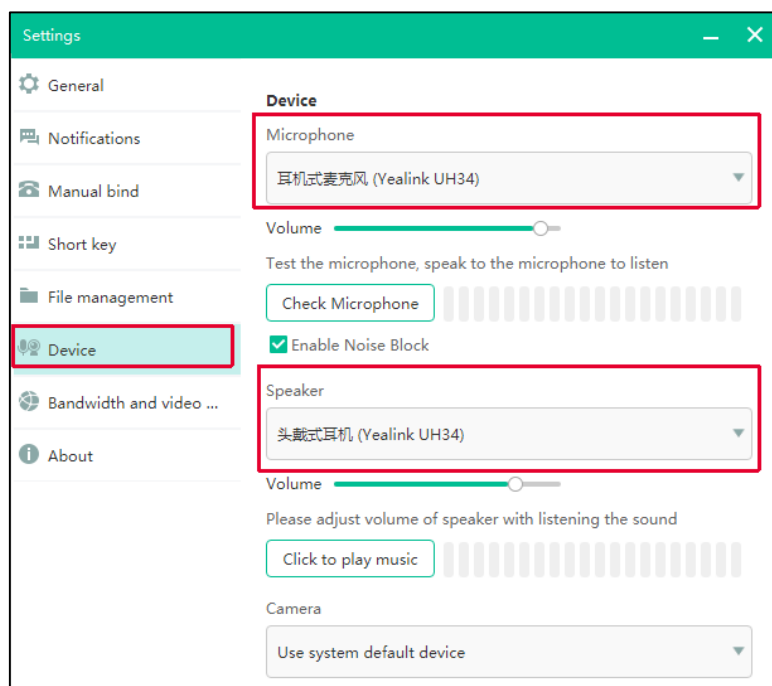 Settings
General
Notifications
Manual bind
Short key
File management
Device
Bandwidth and video ...
About
Device
Microphone
耳机式麦克风 (Yealink UH34)
Volume
Test the microphone, speak to the microphone to listen
Check Microphone
Enable Noise Block
Speaker
头戴式耳机 (Yealink UH34)
Volume
Please adjust volume of speaker with listening the sound
Click to play music
Camera
Use system default device